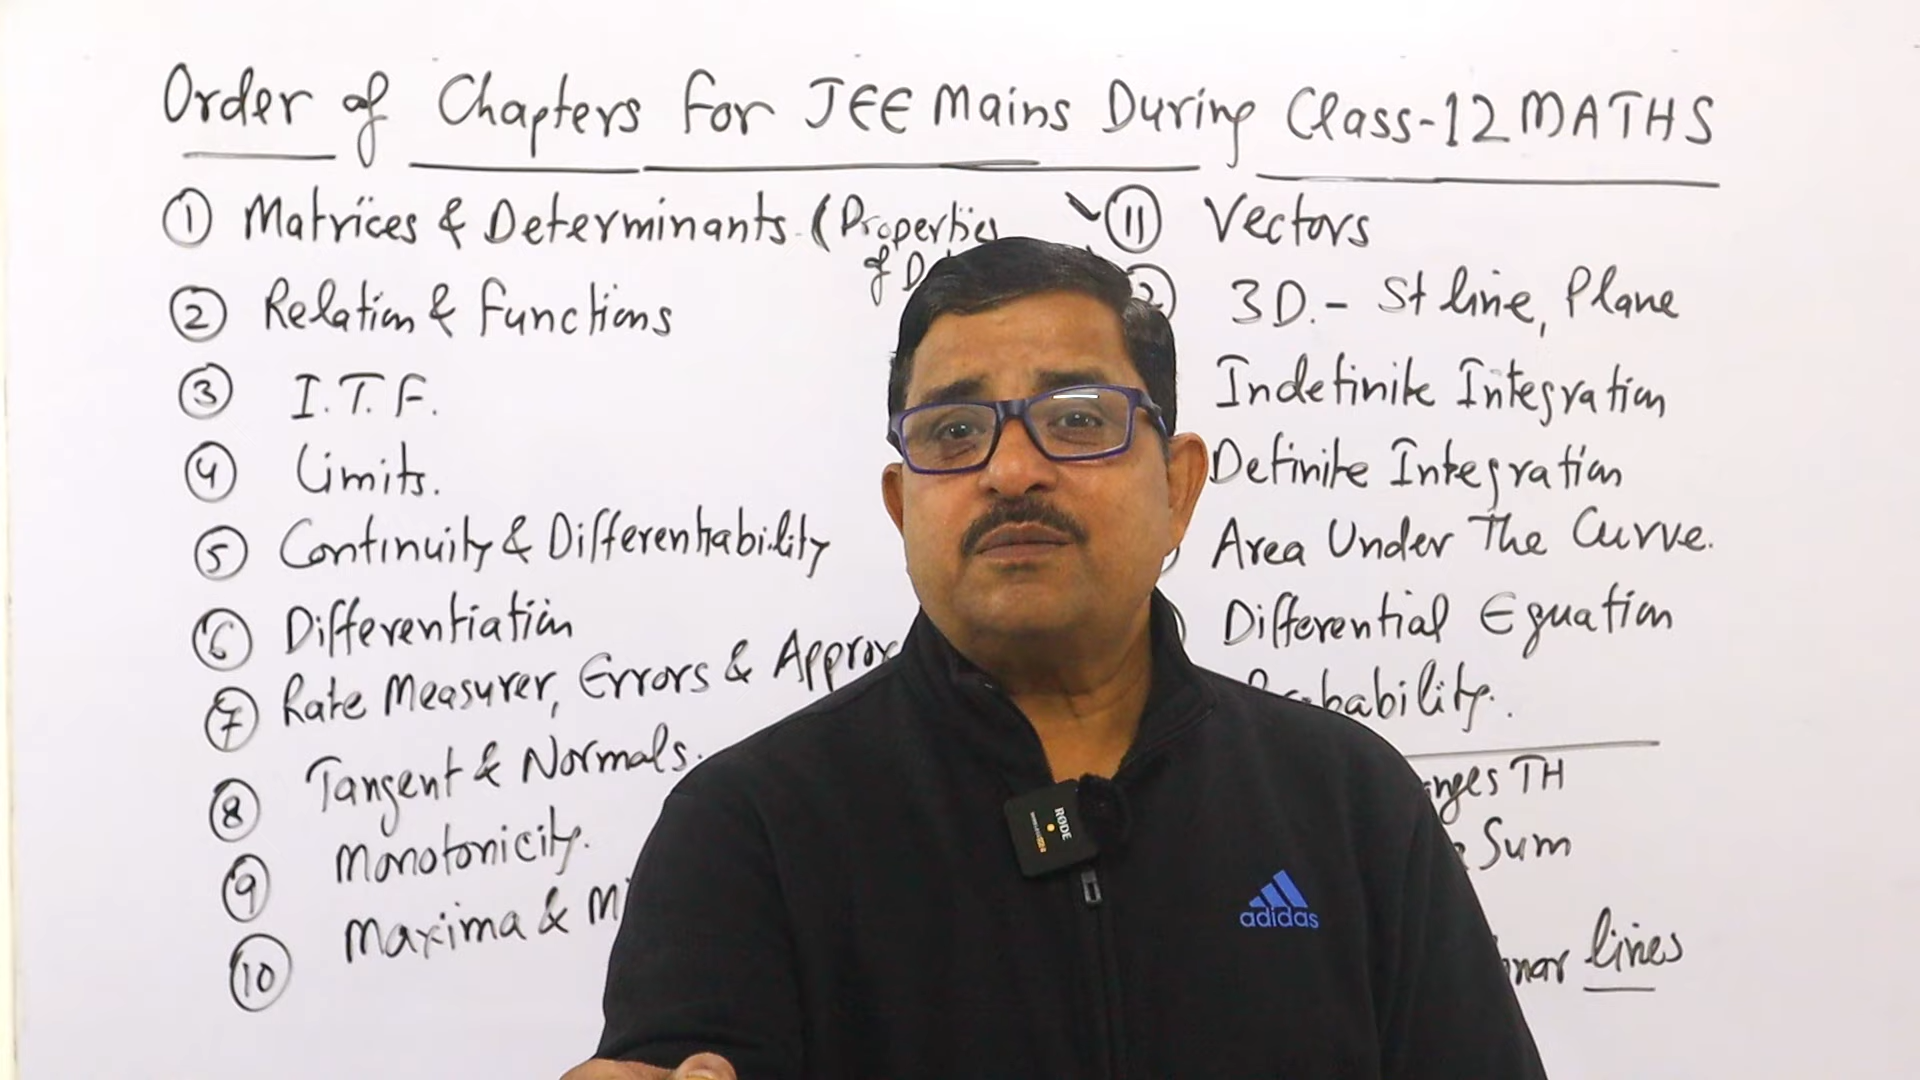 Order of Chapters For JEE Mains During Class-12 MATHS
① Matrices & Determinants (Properties
of
② Relation & Functions
③ I.T.F.
④ Limits.
⑤ Continuity & Differentiability
⑥ Differentiation
⑦ Rate Measurer, Errors &
⑧ Tangent & Normals.
⑨ Monotonicity.
⑩ Maxima &
⑪ Vectors
3D.- St line, Plane
Indefinite Integration
Definite Integration
Area Under The Curve.
Differential Equation
TH
Sum
lines
RODE
adidas